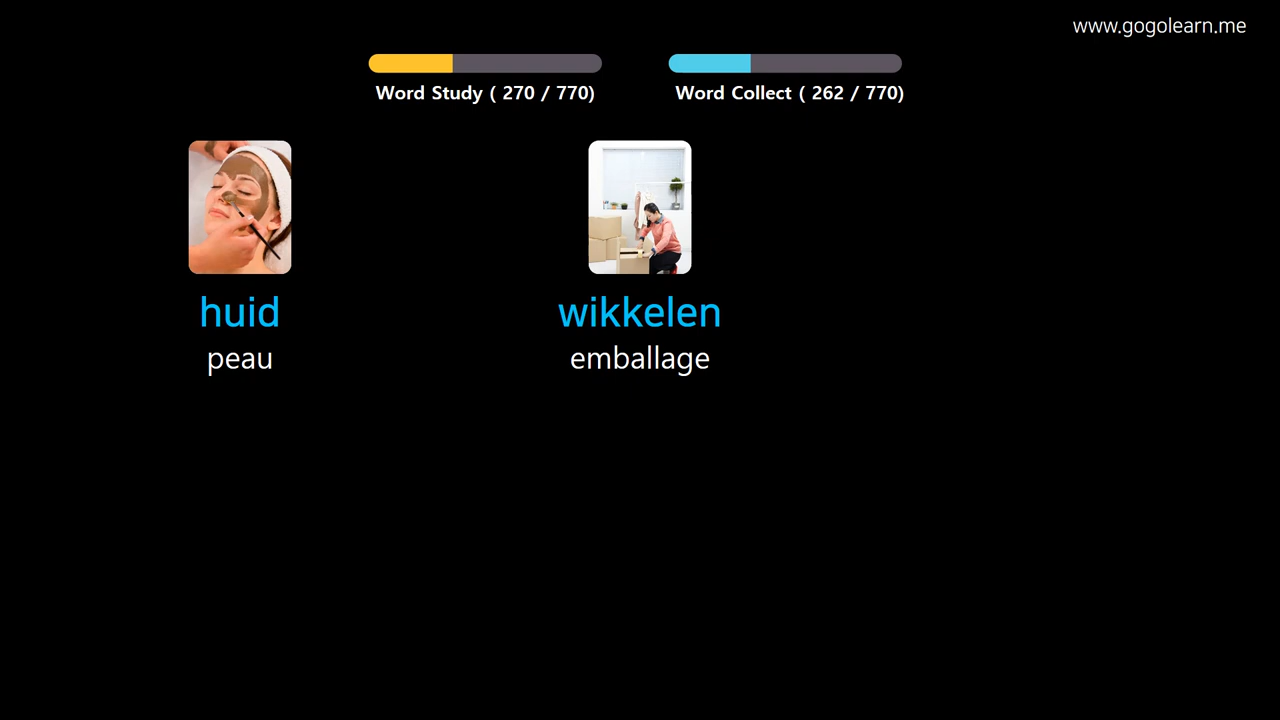 www.gogolearn.me
Word Study ( 270 / 770)
Word Collect ( 262 / 770)
huid
peau
wikkelen
emballage